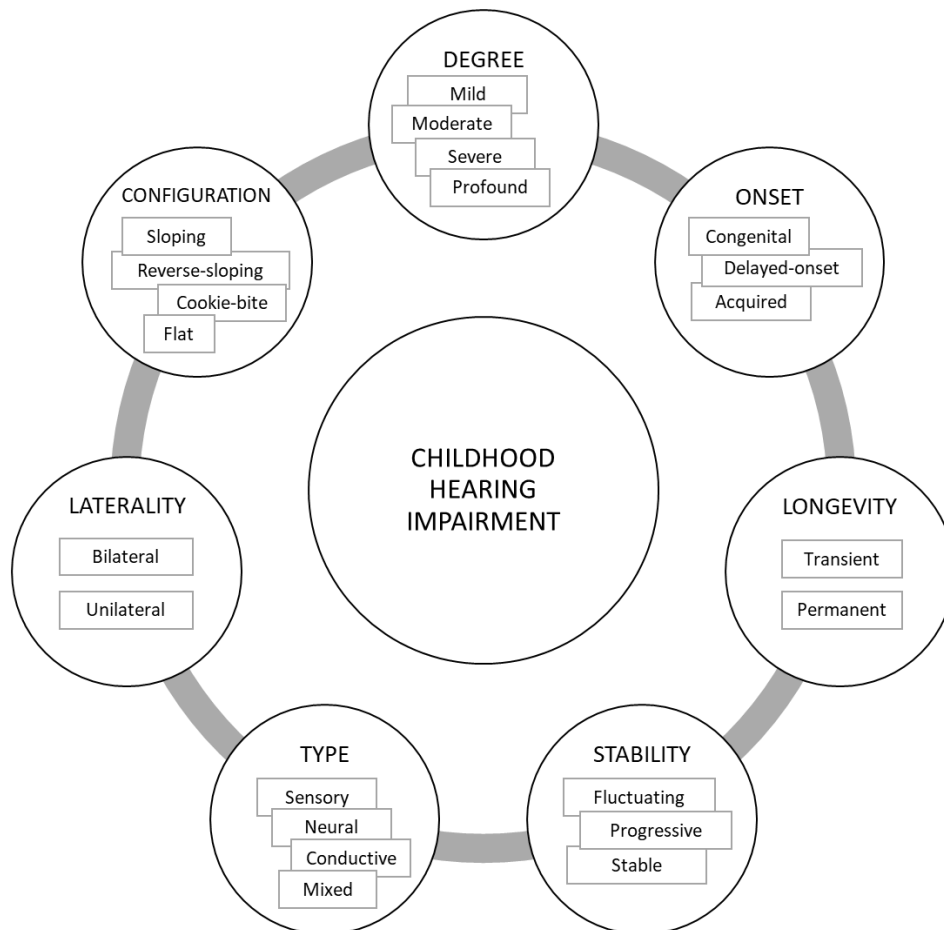 DEGREE
Mild
Moderate
Severe
Profound
ONSET
Congenital
Delayed-onset
Acquired
LONGEVITY
Transient
Permanent
STABILITY
Fluctuating
Progressive
Stable
TYPE
Sensory
Neural
Conductive
Mixed
LATERALITY
Bilateral
Unilateral
CONFIGURATION
Sloping
Reverse-sloping
Cookie-bite
Flat
CHILDHOOD
HEARING
IMPAIRMENT